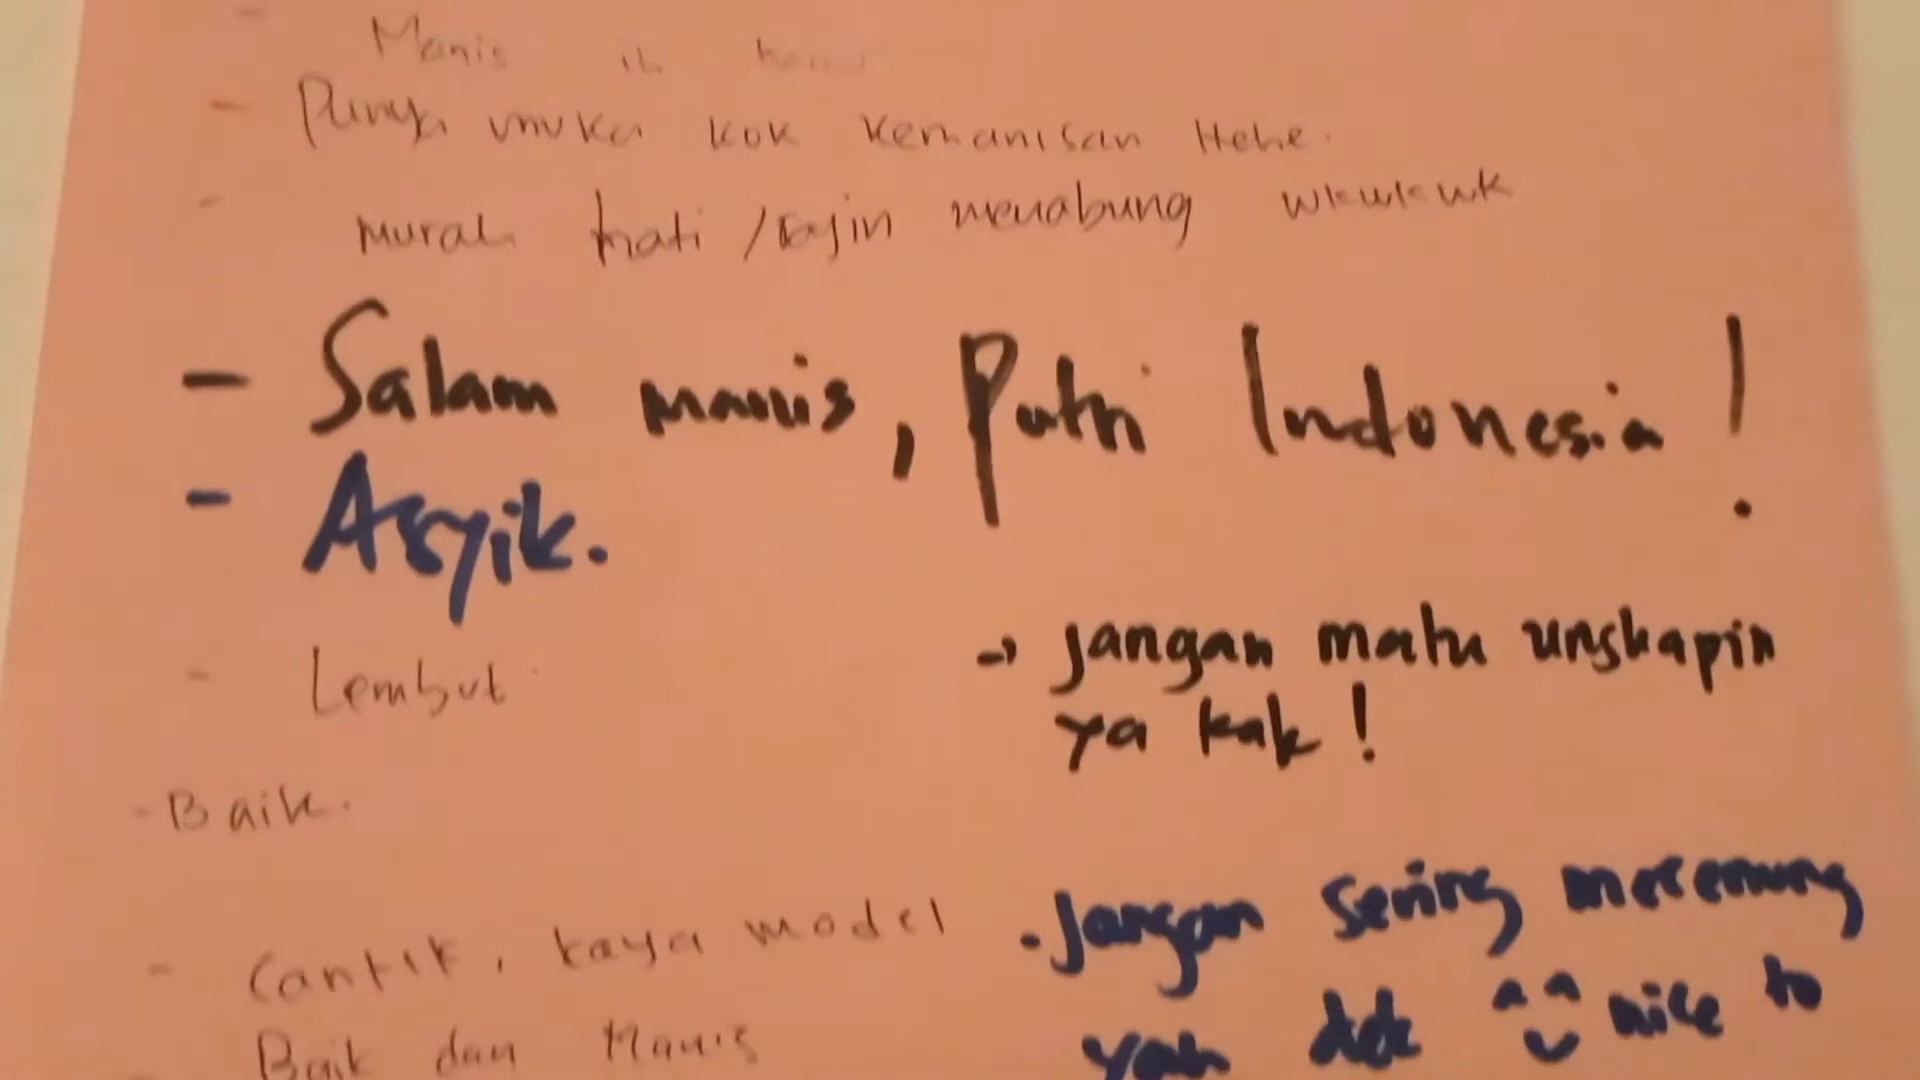 - Manis
- Punya muka kok kemanisan Hehe.
- murah hati / rajin menabung wkwkwk
- Salam manis, Putri Indonesia!
- Asyik.
- Lembut
→ jangan malu ungkapin
ya kak!
- Baik.
- Cantik, kaya model
Baik dan Manis
. Jangan sering merenung
yah dek ^^ nice to